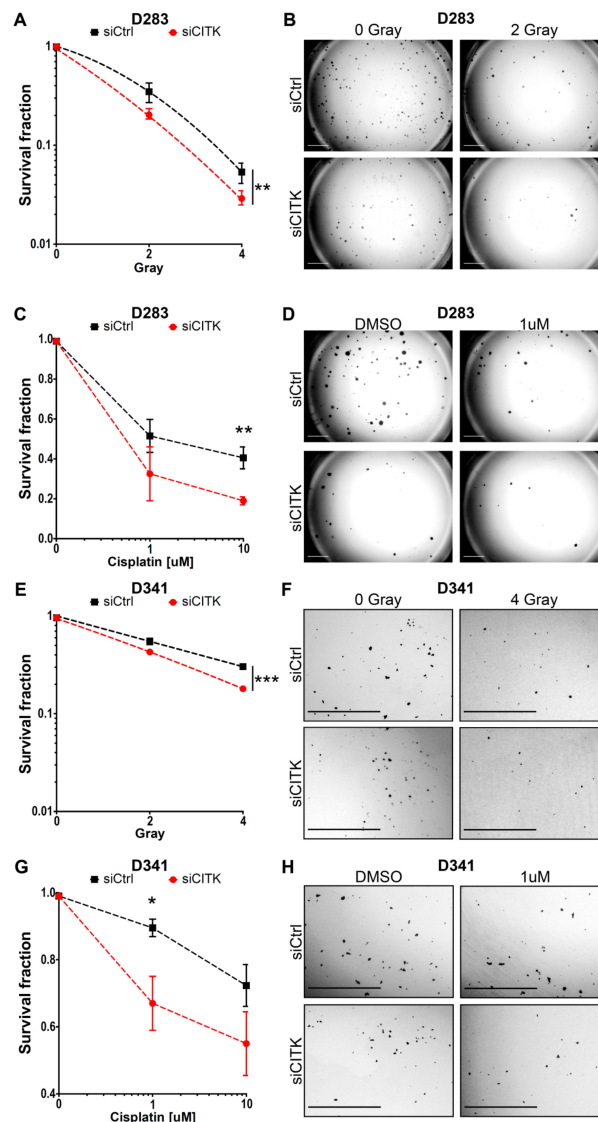 A
D283
siCtrl siCITK
Survival fraction
1
0.1
0.01
0
2
4
Gray
**
B
D283
0 Gray 2 Gray
siCtrl
siCITK
C
D283
siCtrl siCITK
Survival fraction
1.0
0.8
0.6
0.4
0.2
0
0
1
10
Cisplatin [uM]
**
D
D283
DMSO 1uM
siCtrl
siCITK
E
D341
siCtrl siCITK
Survival fraction
1
0.1
0.01
0
2
4
Gray
***
F
D341
0 Gray 4 Gray
siCtrl
siCITK
G
D341
siCtrl siCITK
Survival fraction
1.0
0.8
0.6
0.4
0
1
10
Cisplatin [uM]
*
H
D341
DMSO 1uM
siCtrl
siCITK